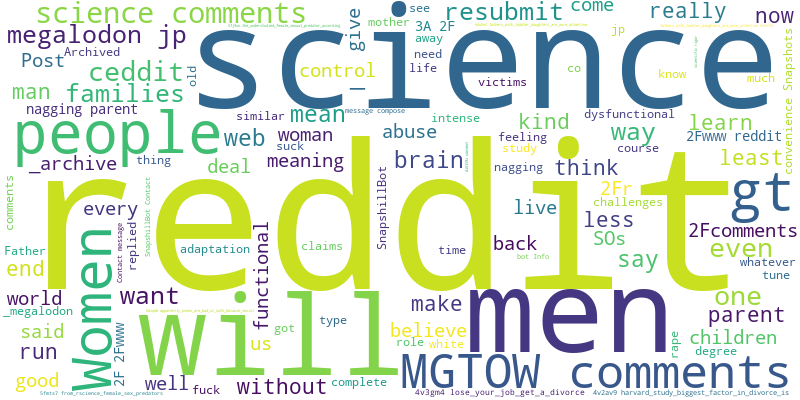 science comments
see
resubmit
come
really
now
mother
3A 2F
away
jp
megalodon jp
science
I give
Post
Archived
ceddit
old
control
need
life
co
know
much
man
families
victims
convenience Snapshots
nagging parent
similar
message compose
intense
dysfunctional
learn
people
mean
kind
way
2Fwww reddit
web
woman
abuse
feeling
course
suck
study
least
_archive
thing
deal
meaning
brain
nagging
think
gt
comments
reddit
live
2Fr
challenges
less
every
replied
SnapshillBot Contact
Contact message
SnapshillBot
back
SOs
2Fcomments
Father
end
Women
adaptation
functional
claims
time
bot Info
say
even
whatever
tune
world
want
will
men
one
_megalodon
make
parent
said
us
got
type
believe
role
white
rape
children
run
2F 2Fwww
degree
good
well
fuck
without
complete
MGTOW
comments
5fmts7 from_rscience_female_sex_predators
4v3gm4 lose_your_job_get_a_divorce
4v2av9 harvard_study_biggest_factor_in_divorce_is